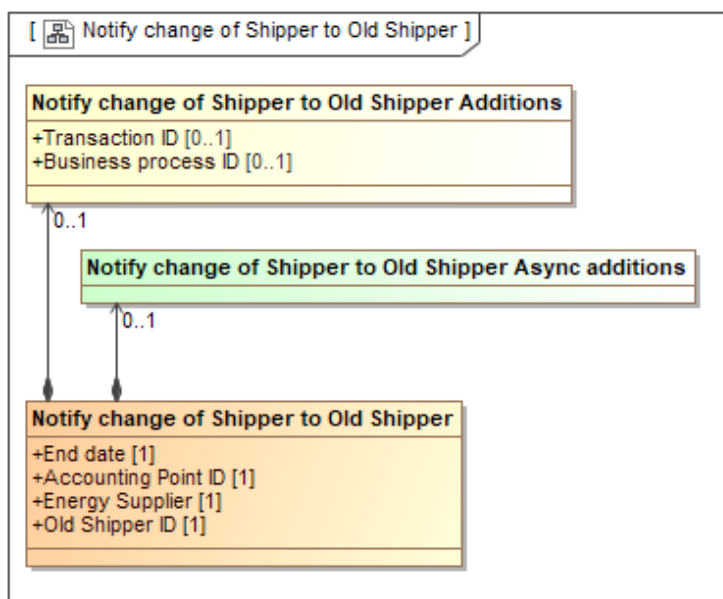 [ Notify change of Shipper to Old Shipper ]
Notify change of Shipper to Old Shipper Additions
+Transaction ID [0..1]
+Business process ID [0..1]
0..1
Notify change of Shipper to Old Shipper Async additions
0..1
Notify change of Shipper to Old Shipper
+End date [1]
+Accounting Point ID [1]
+Energy Supplier [1]
+Old Shipper ID [1]